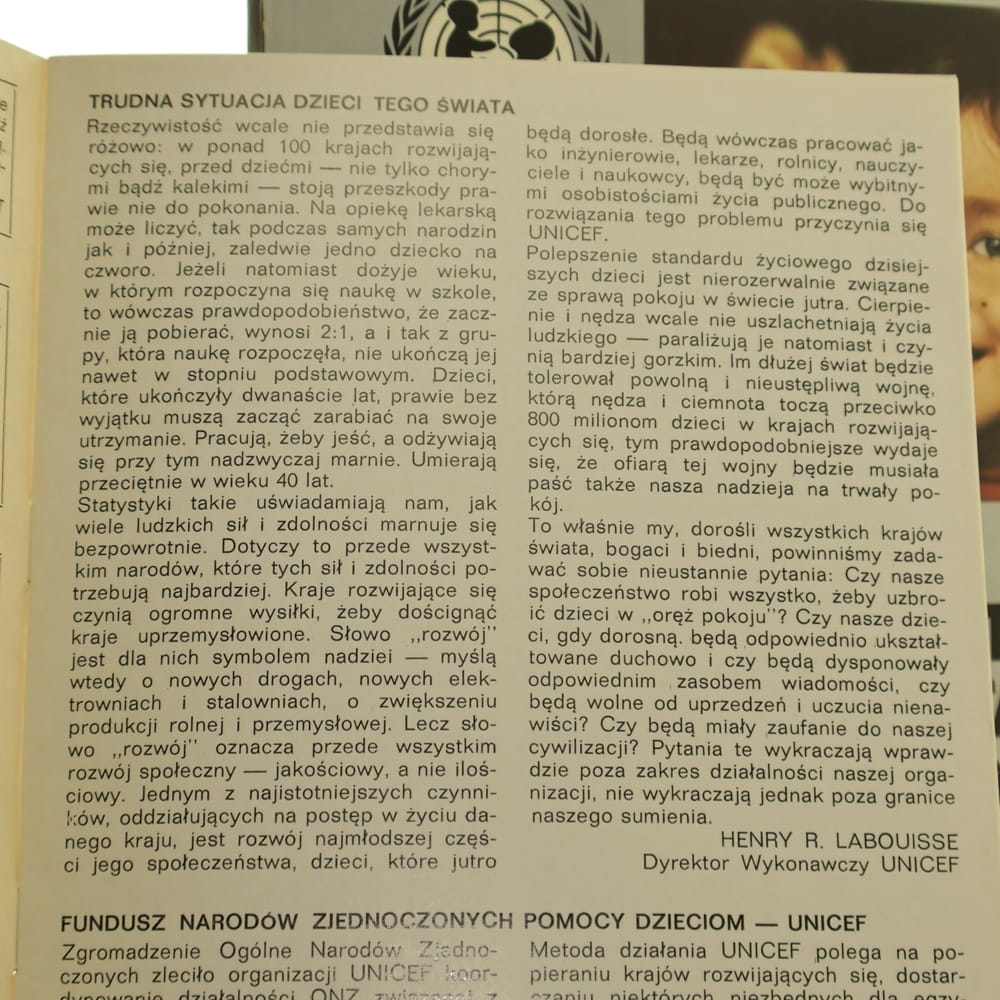 TRUDNA SYTUACJA DZIECI TEGO ŚWIATA
Rzeczywistość wcale nie przedstawia się
różowo: w ponad 100 krajach rozwijają-
cych się, przed dziećmi — nie tylko chory-
mi bądź kalekimi — stoją przeszkody pra-
wie nie do pokonania. Na opiekę lekarską
może liczyć, tak podczas samych narodzin
jak i później, zaledwie jedno dziecko na
czworo. Jeżeli natomiast dożyje wieku,
w którym rozpoczyna się naukę w szkole,
to wówczas prawdopodobieństwo, że zacz-
nie ją pobierać, wynosi 2:1, a i tak z gru-
py, która naukę rozpoczęła, nie ukończą jej
nawet w stopniu podstawowym. Dzieci,
które ukończyły dwanaście lat, prawie bez
wyjątku muszą zacząć zarabiać na swoje
utrzymanie. Pracują, żeby jeść, a odżywiają
się przy tym nadzwyczaj marnie. Umierają
przeciętnie w wieku 40 lat.
Statystyki takie uświadamiają nam, jak
wiele ludzkich sił i zdolności marnuje się
bezpowrotnie. Dotyczy to przede wszyst-
kim narodów, które tych sił i zdolności po-
trzebują najbardziej. Kraje rozwijające się
czynią ogromne wysiłki, żeby doścignąć
kraje uprzemysłowione. Słowo „rozwój”
jest dla nich symbolem nadziei — myślą
wtedy o nowych drogach, nowych elek-
trowniach i stalowniach, o zwiększeniu
produkcji rolnej i przemysłowej. Lecz sło-
wo „rozwój” oznacza przede wszystkim
rozwój społeczny — jakościowy, a nie iloś-
ciowy. Jednym z najistotniejszych czynni-
ków, oddziałujących na postęp w życiu da-
nego kraju, jest rozwój najmłodszej częś-
ci jego społeczeństwa, dzieci, które jutro
będą dorosłe. Będą wówczas pracować ja-
ko inżynierowie, lekarze, rolnicy, nauczy-
ciele i naukowcy, będą być może wybitny-
mi osobistościami życia publicznego. Do
rozwiązania tego problemu przyczynia się
UNICEF.
Polepszenie standardu życiowego dzisiej-
szych dzieci jest nierozerwalnie związane
ze sprawą pokoju w świecie jutra. Cierpie-
nie i nędza wcale nie uszlachetniają życia
ludzkiego — paraliżują je natomiast i czy-
nią bardziej gorzkim. Im dłużej świat będzie
tolerował powolną i nieustępliwą wojnę,
którą nędza i ciemnota toczą przeciwko
800 milionom dzieci w krajach rozwijają-
cych się, tym prawdopodobniejsze wydaje
się, że ofiarą tej wojny będzie musiała
paść także nasza nadzieja na trwały po-
kój.
To właśnie my, dorośli wszystkich krajów
świata, bogaci i biedni, powinniśmy zada-
wać sobie nieustannie pytania: Czy nasze
społeczeństwo robi wszystko, żeby uzbro-
ić dzieci w „oręż pokoju”? Czy nasze dzie-
ci, gdy dorosną. będą odpowiednio ukształ-
towane duchowo i czy będą dysponowały
odpowiednim zasobem wiadomości, czy
będą wolne od uprzedzeń i uczucia niena-
wiści? Czy będą miały zaufanie do naszej
cywilizacji? Pytania te wykraczają wpraw-
dzie poza zakres działalności naszej orga-
nizacji, nie wykraczają jednak poza granice
naszego sumienia.
HENRY R. LABOUISSE
Dyrektor Wykonawczy UNICEF
FUNDUSZ NARODÓW ZJEDNOCZONYCH POMOCY DZIECIOM — UNICEF
Zgromadzenie Ogólne Narodów Zjedno-
czonych zleciło organizacji UNICEF koor-
dynowanie działalności ONZ związanej z
Metoda działania UNICEF polega na po-
pieraniu krajów rozwijających się, dostar-
czaniu niektórych niezbędnych dla